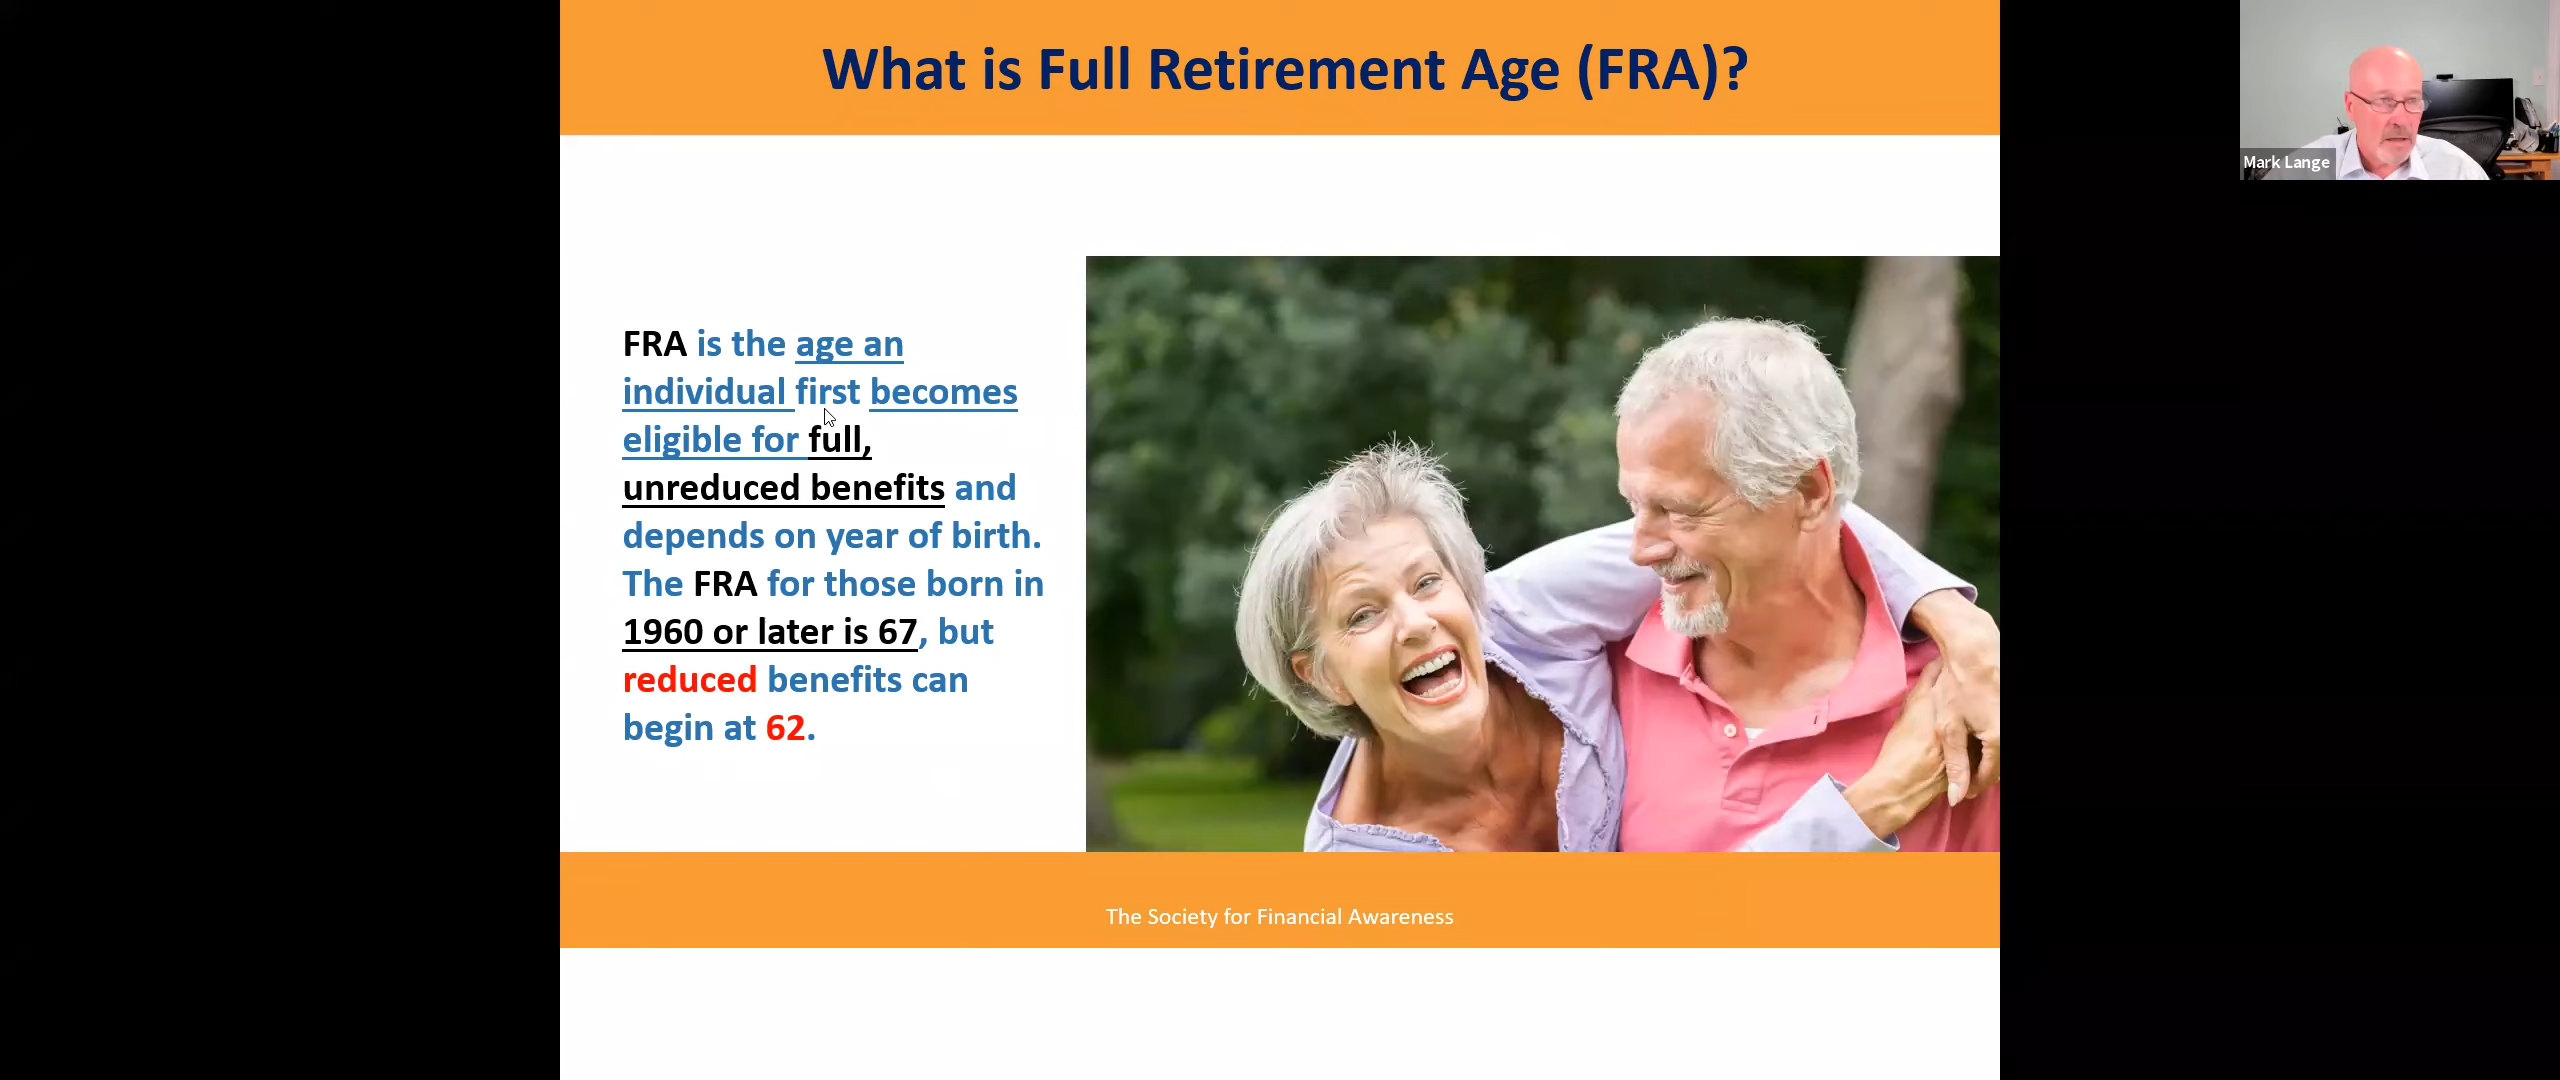 What is Full Retirement Age (FRA)?
Mark Lange
FRA is the age an
individual first becomes
eligible for full,
unreduced benefits and
depends on year of birth.
The FRA for those born in
1960 or later is 67, but
reduced benefits can
begin at 62.
The Society for Financial Awareness